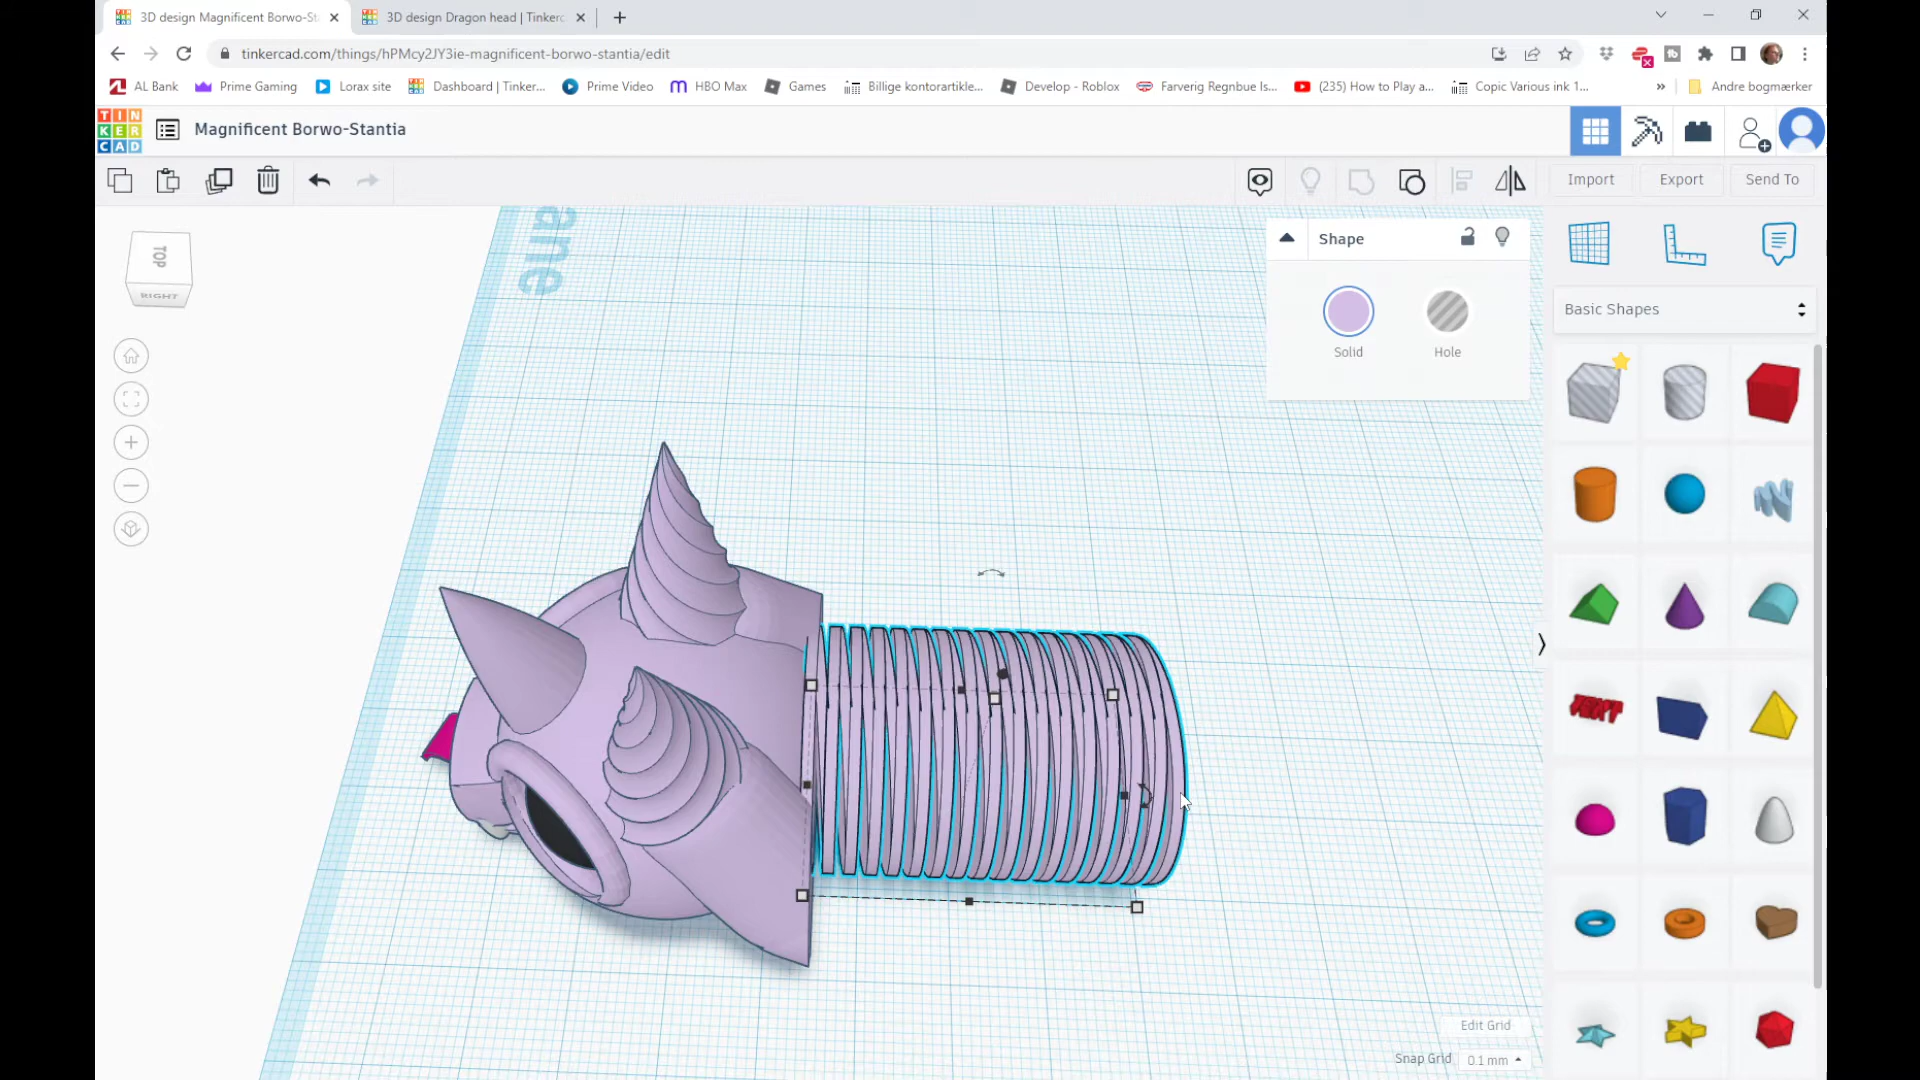 3D design Magnificent Borwo-Sta
3D design Dragon head | Tinkerc
tinkercad.com/things/hPMcy2JY3ie-magnificent-borwo-stantia/edit
AL Bank
Prime Gaming
Lorax site
Dashboard | Tinker...
Prime Video
HBO Max
Games
Billige kontorartikle...
Develop - Roblox
Farverig Regnbue Is...
(235) How to Play a...
Copic Various ink 1...
»
Andre bogmærker
TIN
KER
CAD
Magnificent Borwo-Stantia
Import
Export
Send To
TOP
RIGHT
ane
Shape
Solid
Hole
Basic Shapes
TEXT
Edit Grid
Snap Grid
0.1 mm